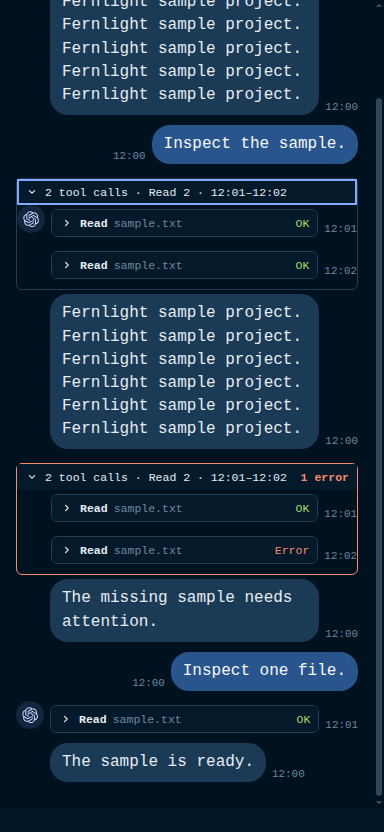 Fernlight sample project.
Fernlight sample project.
Fernlight sample project.
Fernlight sample project.
Fernlight sample project.
12:00
Inspect the sample.
12:00
2 tool calls · Read 2 · 12:01–12:02
Read sample.txt OK
12:01
Read sample.txt OK
12:02
Fernlight sample project.
Fernlight sample project.
Fernlight sample project.
Fernlight sample project.
Fernlight sample project.
Fernlight sample project.
12:00
2 tool calls · Read 2 · 12:01–12:02 1 error
Read sample.txt OK
12:01
Read sample.txt Error
12:02
The missing sample needs
attention.
12:00
Inspect one file.
12:00
Read sample.txt OK
12:01
The sample is ready.
12:00